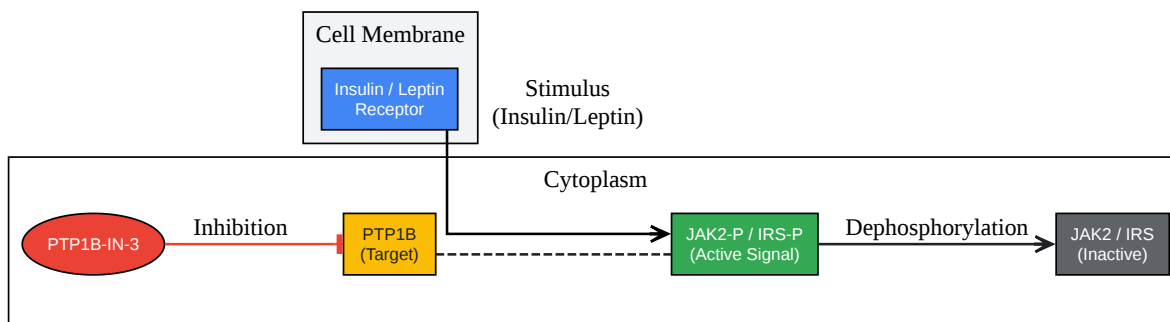 Cell Membrane
Insulin / Leptin
Receptor
Stimulus
(Insulin/Leptin)
Cytoplasm
PTP1B-IN-3
Inhibition
PTP1B
(Target)
JAK2-P / IRS-P
(Active Signal)
Dephosphorylation
JAK2 / IRS
(Inactive)